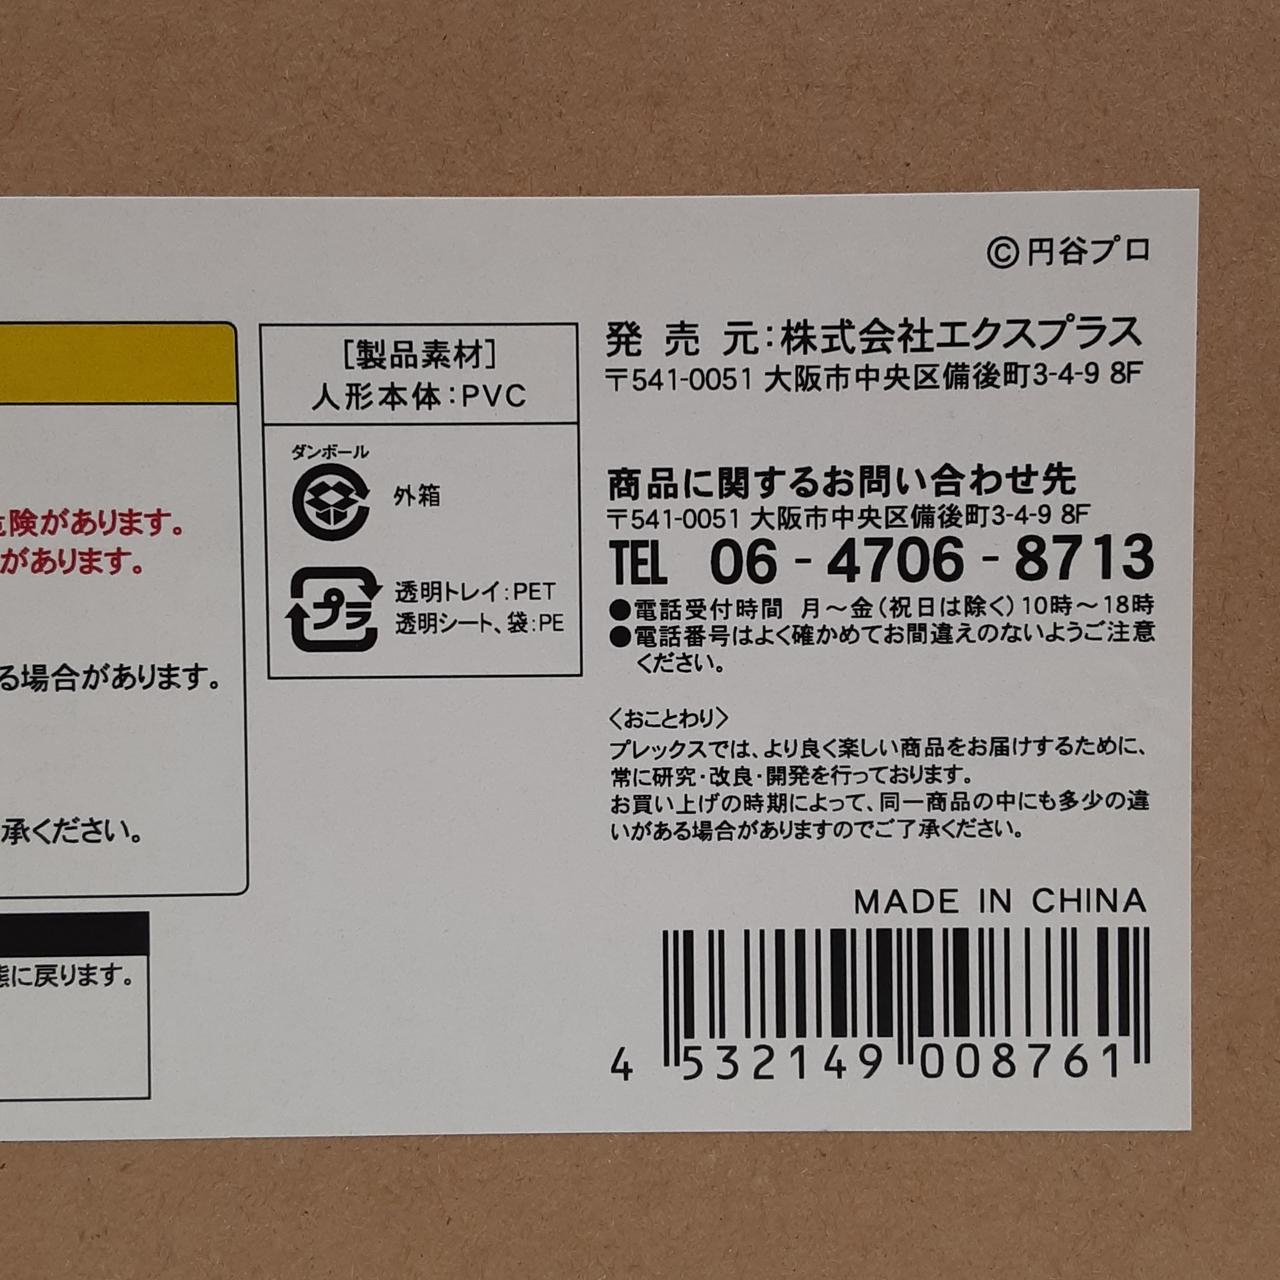 ©円谷プロ
発売元:株式会社エクスプラス
〒541-0051 大阪市中央区備後町3-4-9 8F
[製品素材]
人形本体:PVC
ダンボール
外箱
プラ
透明トレイ:PET
透明シート、袋:PE
商品に関するお問い合わせ先
〒541-0051 大阪市中央区備後町3-4-9 8F
TEL 06-4706-8713
●電話受付時間 月～金(祝日は除く)10時～18時
●電話番号はよく確かめてお間違えのないようご注意
ください。
〈おことわり〉
プレックスでは、より良く楽しい商品をお届けするために、
常に研究・改良・開発を行っております。
お買い上げの時期によって、同一商品の中にも多少の違
いがある場合がありますのでご了承ください。
MADE IN CHINA
4 532149 008761
危険があります。
があります。
る場合があります。
承ください。
態に戻ります。